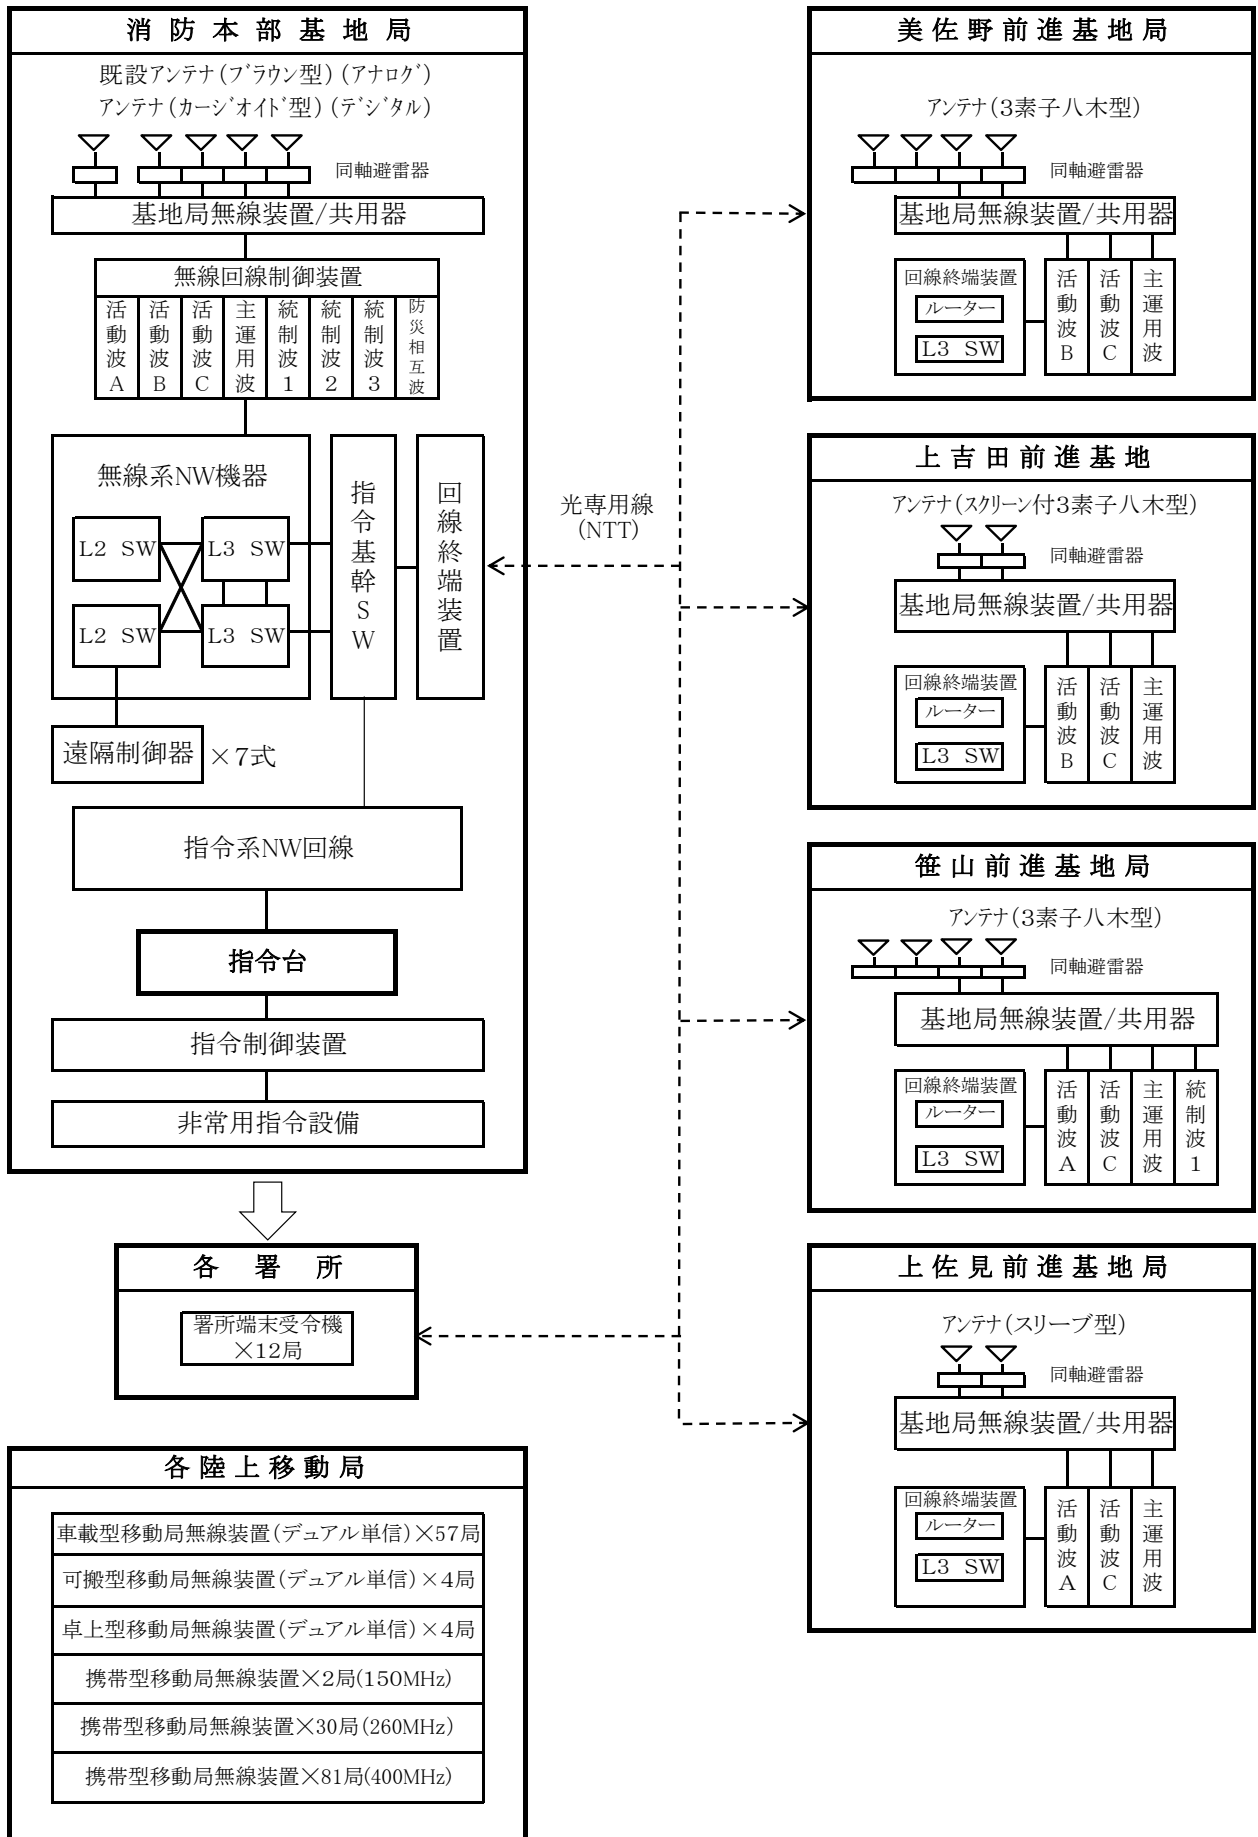 消防本部基地局
既設アンテナ(ブラウン型)(アナログ)
アンテナ(カージオイド型)(デジタル)
同軸避雷器
基地局無線装置/共用器
無線回線制御装置
活動波A
活動波B
活動波C
主運用波
統制波1
統制波2
統制波3
防災相互波
無線系NW機器
L2 SW
L3 SW
L2 SW
L3 SW
指令基幹SW
回線終端装置
遠隔制御器
×7式
指令系NW回線
指令台
指令制御装置
非常用指令設備
各署所
署所端末受令機
×12局
各陸上移動局
車載型移動局無線装置(デュアル単信)×57局
可搬型移動局無線装置(デュアル単信)×4局
卓上型移動局無線装置(デュアル単信)×4局
携帯型移動局無線装置×2局(150MHz)
携帯型移動局無線装置×30局(260MHz)
携帯型移動局無線装置×81局(400MHz)
光専用線
(NTT)
美佐野前進基地局
アンテナ(3素子八木型)
同軸避雷器
基地局無線装置/共用器
回線終端装置
ルーター
L3 SW
活動波B
活動波C
主運用波
上吉田前進基地
アンテナ(スクリーン付3素子八木型)
同軸避雷器
基地局無線装置/共用器
回線終端装置
ルーター
L3 SW
活動波B
活動波C
主運用波
笹山前進基地局
アンテナ(3素子八木型)
同軸避雷器
基地局無線装置/共用器
回線終端装置
ルーター
L3 SW
活動波A
活動波C
主運用波
統制波1
上佐見前進基地局
アンテナ(スリーブ型)
同軸避雷器
基地局無線装置/共用器
回線終端装置
ルーター
L3 SW
活動波A
活動波C
主運用波